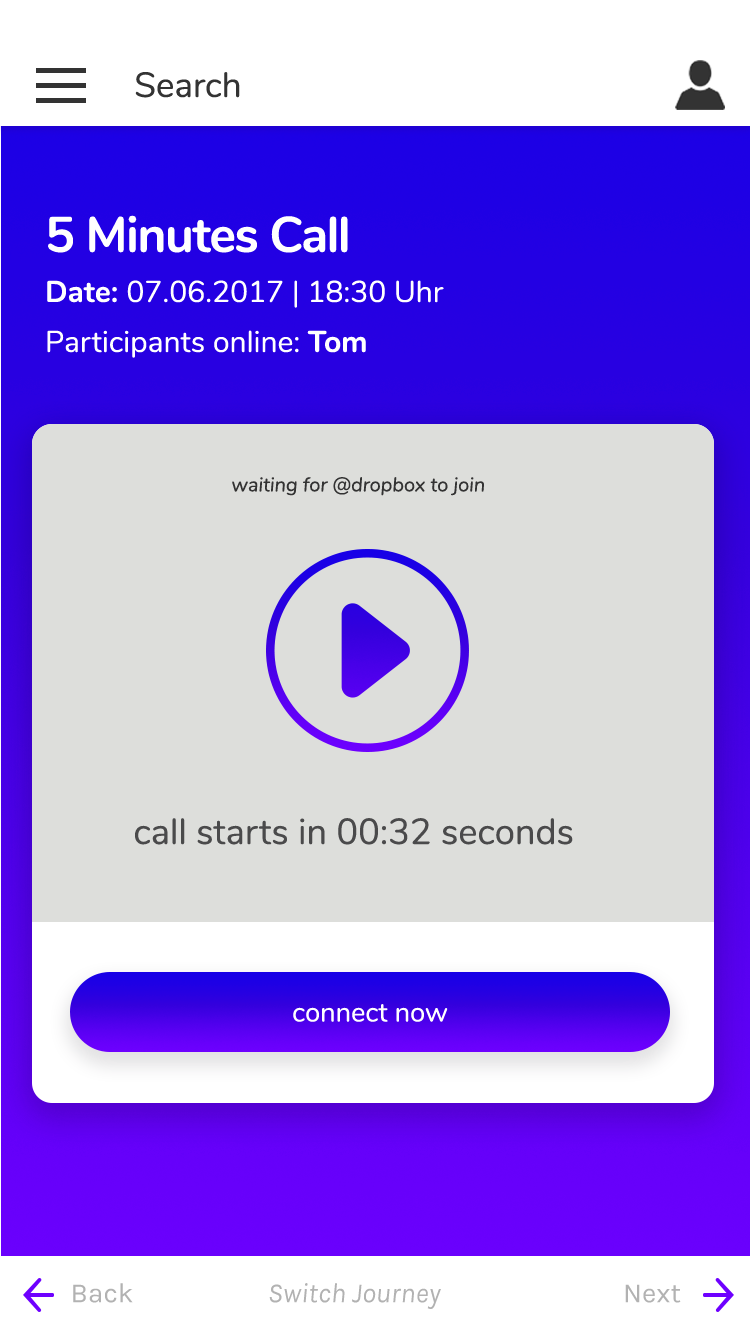 Search
5 Minutes Call
Date: 07.06.2017 | 18:30 Uhr
Participants online: Tom
waiting for @dropbox to join
call starts in 00:32 seconds
connect now
Back Switch Journey Next